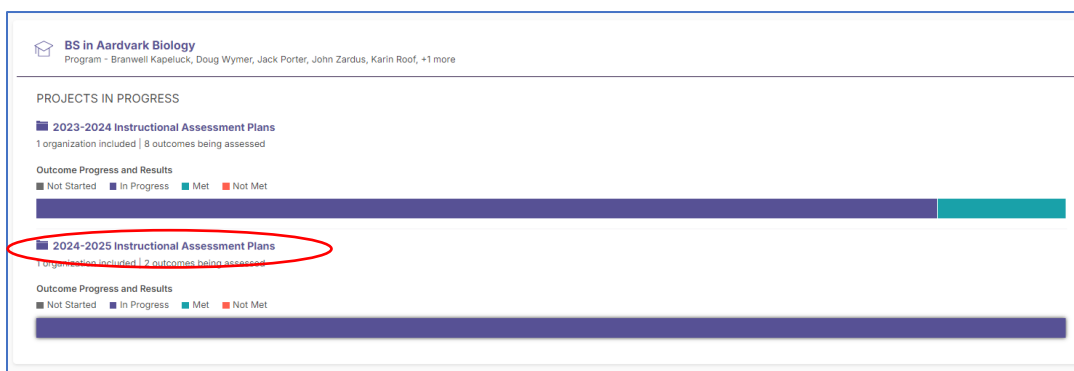 BS in Aardvark Biology
Program - Branwell Kapeluck, Doug Wymer, Jack Porter, John Zardus, Karin Roof, +1 more
PROJECTS IN PROGRESS
2023-2024 Instructional Assessment Plans
1 organization included | 8 outcomes being assessed
Outcome Progress and Results
Not Started In Progress Met Not Met
2024-2025 Instructional Assessment Plans
1 organization included | 2 outcomes being assessed
Outcome Progress and Results
Not Started In Progress Met Not Met